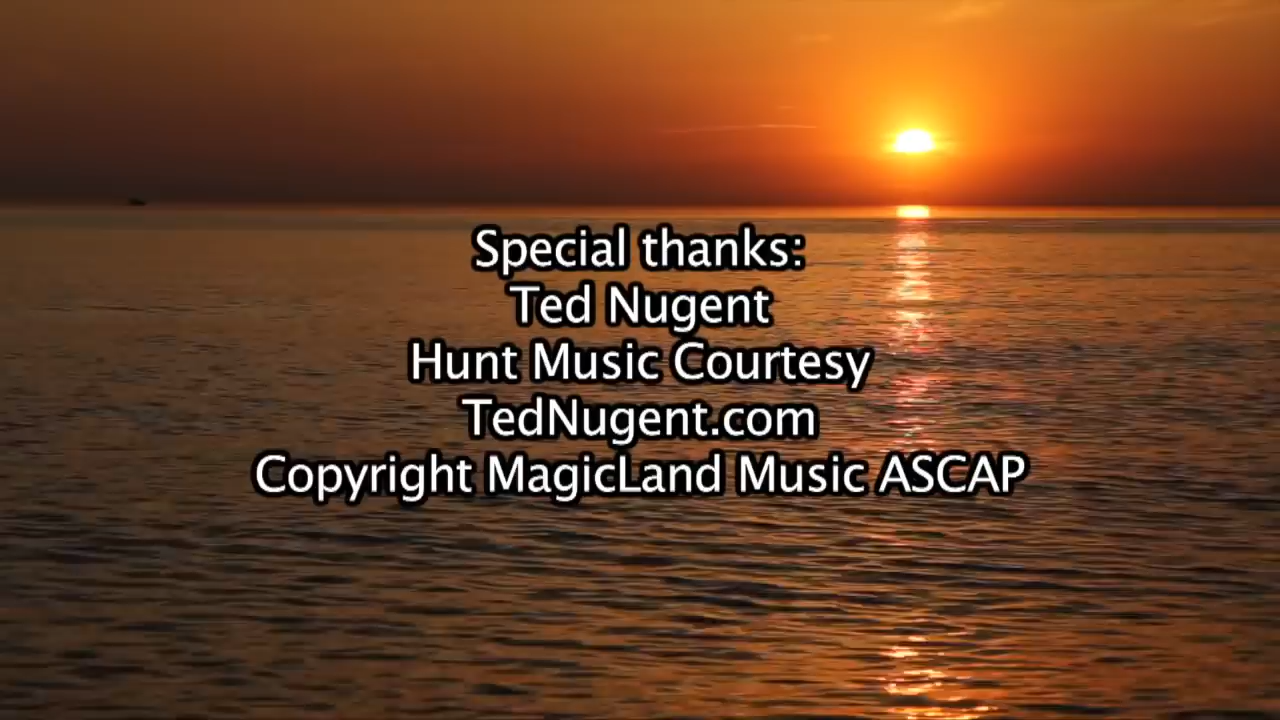 Special thanks:
Ted Nugent
Hunt Music Courtesy
TedNugent.com
Copyright MagicLand Music ASCAP